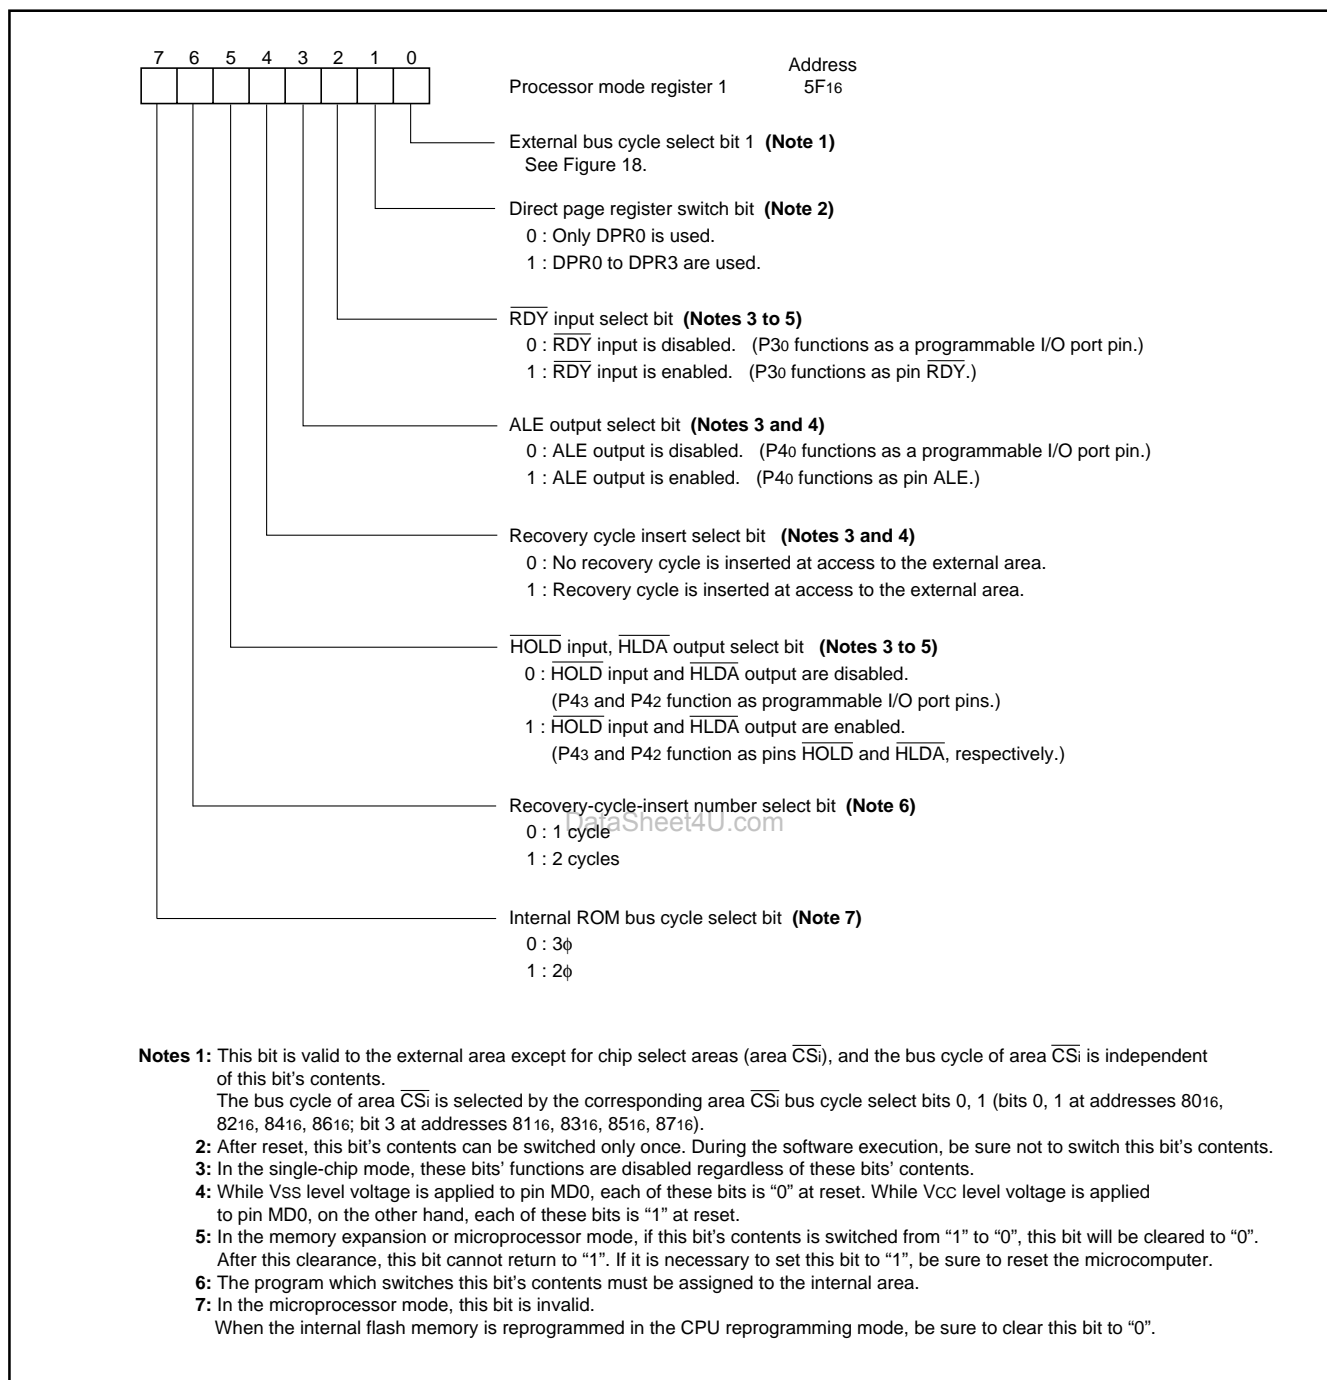 7 6 5 4 3 2 1 0
Address
Processor mode register 1 5F16
External bus cycle select bit 1 (Note 1)
See Figure 18.
Direct page register switch bit (Note 2)
0 : Only DPR0 is used.
1 : DPR0 to DPR3 are used.
RDY input select bit (Notes 3 to 5)
0 : RDY input is disabled. (P30 functions as a programmable I/O port pin.)
1 : RDY input is enabled. (P30 functions as pin RDY.)
ALE output select bit (Notes 3 and 4)
0 : ALE output is disabled. (P40 functions as a programmable I/O port pin.)
1 : ALE output is enabled. (P40 functions as pin ALE.)
Recovery cycle insert select bit (Notes 3 and 4)
0 : No recovery cycle is inserted at access to the external area.
1 : Recovery cycle is inserted at access to the external area.
HOLD input, HLDA output select bit (Notes 3 to 5)
0 : HOLD input and HLDA output are disabled.
(P43 and P42 function as programmable I/O port pins.)
1 : HOLD input and HLDA output are enabled.
(P43 and P42 function as pins HOLD and HLDA, respectively.)
Recovery-cycle-insert number select bit (Note 6)
DataSheet4U.com
0 : 1 cycle
1 : 2 cycles
Internal ROM bus cycle select bit (Note 7)
0 : 3ϕ
1 : 2ϕ
Notes 1: This bit is valid to the external area except for chip select areas (area CSi), and the bus cycle of area CSi is independent
of this bit's contents.
The bus cycle of area CSi is selected by the corresponding area CSi bus cycle select bits 0, 1 (bits 0, 1 at addresses 8016,
8216, 8416, 8616; bit 3 at addresses 8116, 8316, 8516, 8716).
2: After reset, this bit's contents can be switched only once. During the software execution, be sure not to switch this bit's contents.
3: In the single-chip mode, these bits' functions are disabled regardless of these bits' contents.
4: While VSS level voltage is applied to pin MD0, each of these bits is “0” at reset. While VCC level voltage is applied
to pin MD0, on the other hand, each of these bits is “1” at reset.
5: In the memory expansion or microprocessor mode, if this bit's contents is switched from “1” to “0”, this bit will be cleared to “0”.
After this clearance, this bit cannot return to “1”. If it is necessary to set this bit to “1”, be sure to reset the microcomputer.
6: The program which switches this bit's contents must be assigned to the internal area.
7: In the microprocessor mode, this bit is invalid.
When the internal flash memory is reprogrammed in the CPU reprogramming mode, be sure to clear this bit to “0”.